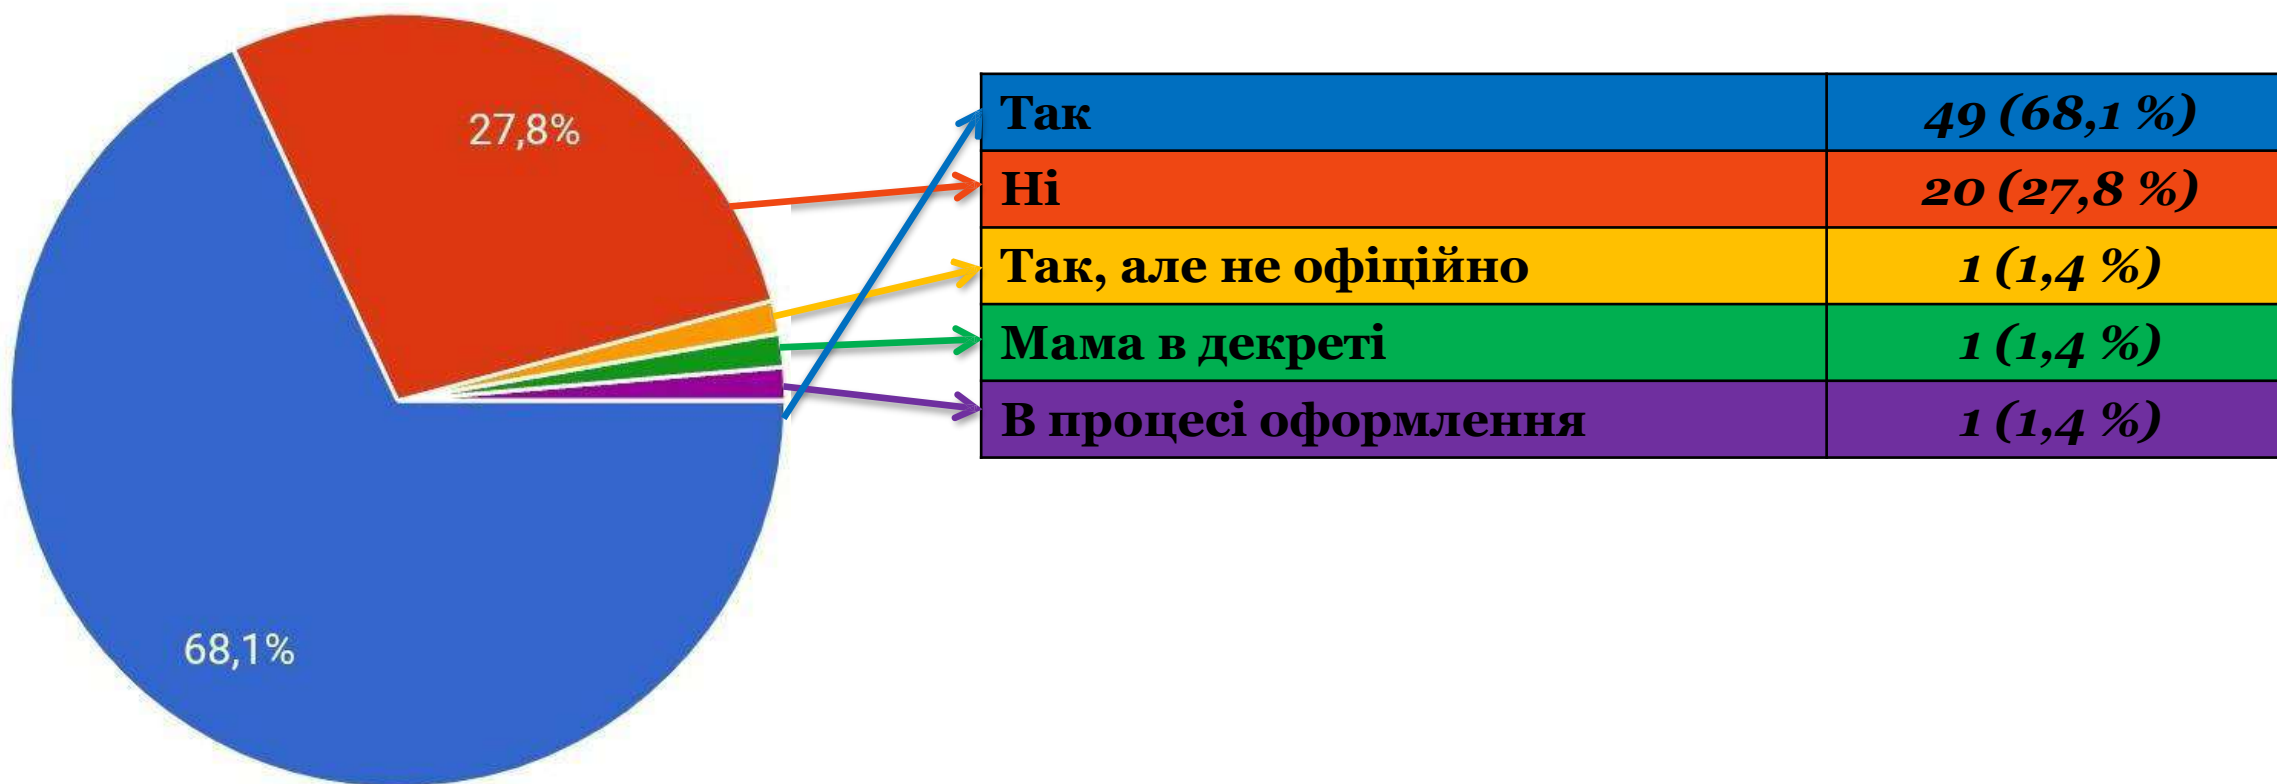 27,8%
68,1%
Так 49 (68,1 %)
Ні 20 (27,8 %)
Так, але не офіційно 1 (1,4 %)
Мама в декреті 1 (1,4 %)
В процесі оформлення 1 (1,4 %)